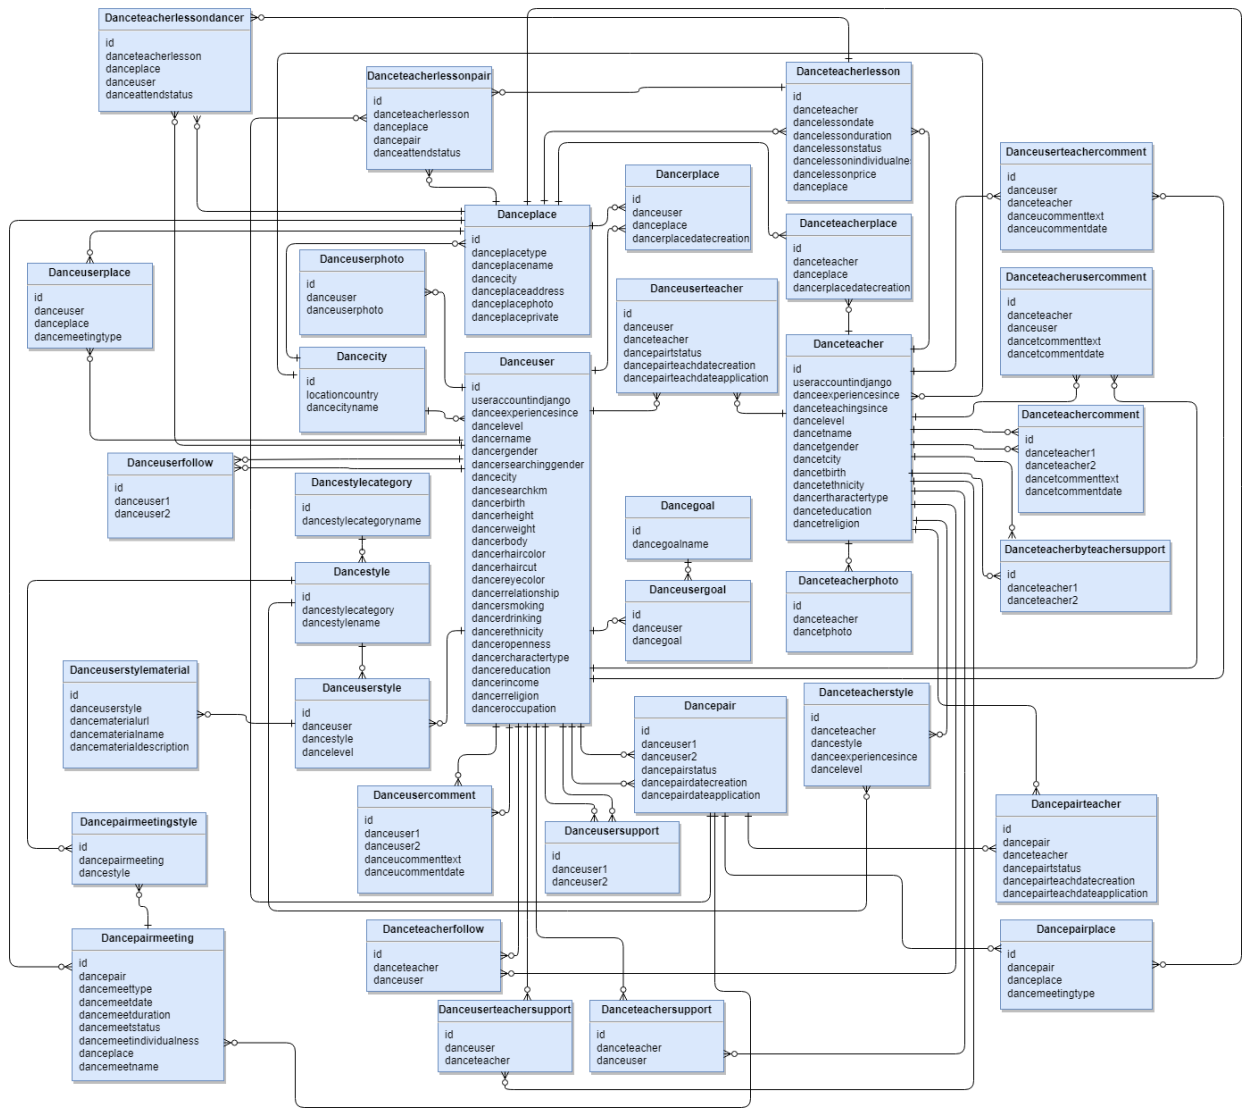 Danceteacherlessondancer
id
danceteacherlesson
danceplace
danceuser
danceattendstatus
Danceteacherlessonpair
id
danceteacherlesson
danceplace
dancepair
danceattendstatus
Danceteacherlesson
id
danceteacher
dancelessondate
dancelessonduration
dancelessonstatus
dancelessonindividualne
dancelessonprice
danceplace
Danceuserteachercomment
id
danceuser
danceteacher
danceucommenttext
danceucommentdate
Dancerplace
id
danceuser
danceplace
dancerplacedatecreation
Danceplace
id
danceplacetype
danceplacename
dancecity
danceplaceaddress
danceplacephoto
danceplaceprivate
Danceteacherplace
id
danceteacher
danceplace
dancerplacedatecreation
Danceuserplace
id
danceuser
danceplace
dancemeetingtype
Danceuserphoto
id
danceuser
danceuserphoto
Danceuserteacher
id
danceuser
danceteacher
dancepairtstatus
dancepairteachdatecreation
dancepairteachdateapplication
Danceteacherusercomment
id
danceteacher
danceuser
dancetcommenttext
dancetcommentdate
Dancecity
id
locationcountry
dancecityname
Danceuser
id
useraccountindjango
danceexperiencesince
dancelevel
dancername
dancergender
dancersearchinggender
dancecity
dancesearchkm
dancerbirth
dancerheight
dancerweight
dancerbody
dancerhaircolor
dancerhaircut
dancereyecolor
dancerrelationship
dancersmoking
dancerdrinking
dancerethnicity
danceropenness
dancercharactertype
dancereducation
dancerincome
dancerreligion
danceroccupation
Danceteacher
id
useraccountindjango
danceexperiencesince
danceteachingsince
dancelevel
dancetname
dancetgender
dancetcity
dancetbirth
dancetethnicity
dancertharactertype
danceteducation
dancetreligion
Danceteachercomment
id
danceteacher1
danceteacher2
dancetcommenttext
dancetcommentdate
Danceuserfollow
id
danceuser1
danceuser2
Dancestylecategory
id
dancestylecategoryname
Dancegoal
id
dancegoalname
Danceteacherbyteachersupport
id
danceteacher1
danceteacher2
Dancestyle
id
dancestylecategory
dancestylename
Danceusergoal
id
danceuser
dancegoal
Danceteacherphoto
id
danceteacher
dancetphoto
Danceuserstylematerial
id
danceuserstyle
dancematerialurl
dancematerialname
dancematerialdescription
Danceuserstyle
id
danceuser
dancestyle
dancelevel
Dancepair
id
danceuser1
danceuser2
dancepairstatus
dancepairdatecreation
dancepairdateapplication
Danceteacherstyle
id
danceteacher
dancestyle
danceexperiencesince
dancelevel
Danceusercomment
id
danceuser1
danceuser2
danceucommenttext
danceucommentdate
Dancepairteacher
id
dancepair
danceteacher
dancepairtstatus
dancepairteachdatecreation
dancepairteachdateapplication
Dancepairmeetingstyle
id
dancepairmeeting
dancestyle
Danceusersupport
id
danceuser1
danceuser2
Dancepairmeeting
id
dancepair
dancemeettype
dancemeetdate
dancemeetduration
dancemeetstatus
dancemeetindividualness
danceplace
dancemeetname
Danceteacherfollow
id
danceteacher
danceuser
Dancepairplace
id
dancepair
danceplace
dancemeetingtype
Danceuserteachersupport
id
danceuser
danceteacher
Danceteachersupport
id
danceteacher
danceuser